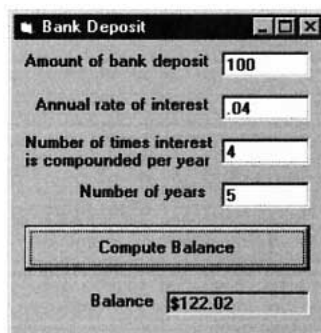 Bank Deposit
Amount of bank deposit 100
Annual rate of interest .04
Number of times interest
is compounded per year 4
Number of years 5
Compute Balance
Balance $122.02